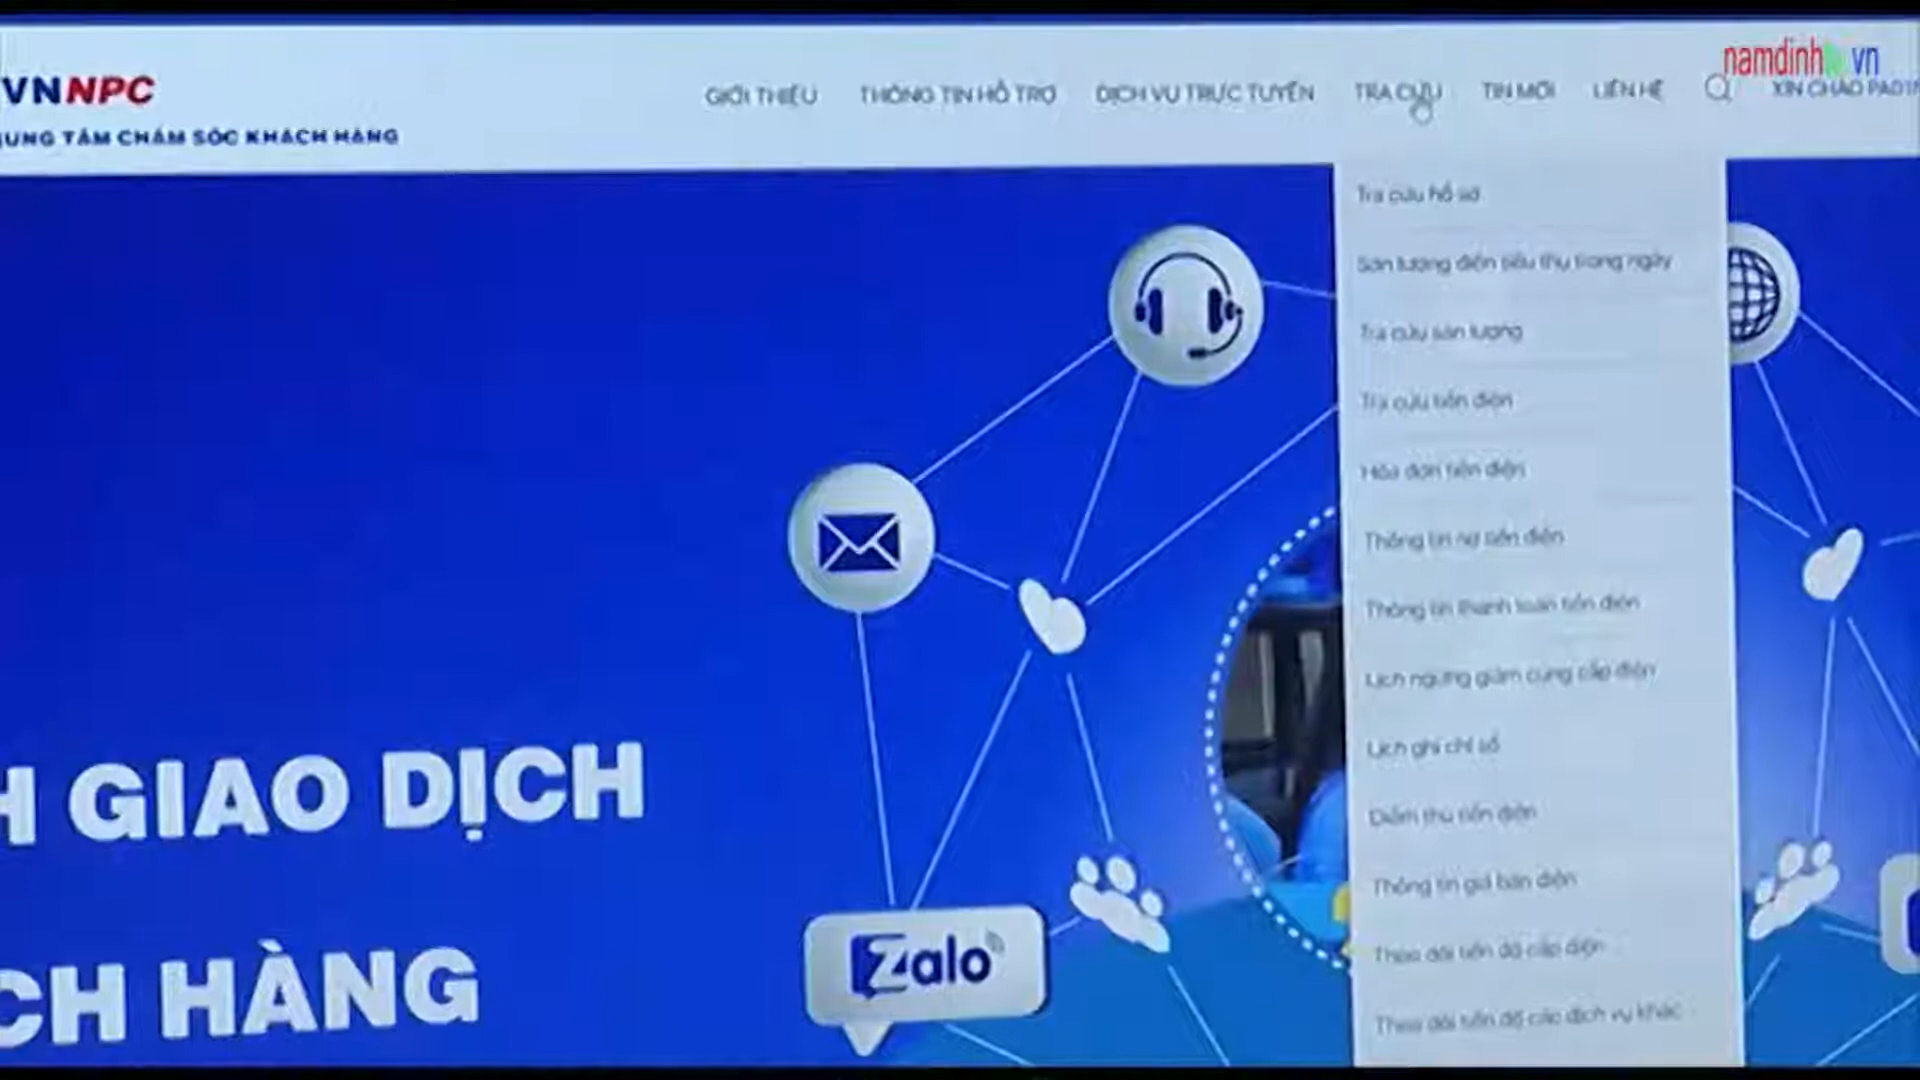 namdinh vn
VNNPC
UNG TÂM CHĂM SÓC KHÁCH HÀNG
GIỚI THIỆU THÔNG TIN HỖ TRỢ DỊCH VỤ TRỰC TUYẾN TRA CỨU TIN MỚI LIÊN HỆ XIN CHÀO
Tra cứu hồ sơ
Sản lượng điện tiêu thụ trong ngày
Tra cứu sản lượng
Tra cứu tiền điện
Hóa đơn tiền điện
Thông tin nợ tiền điện
Thông tin thanh toán tiền điện
Lịch ngừng giảm cung cấp điện
Lịch ghi chỉ số
Điểm thu tiền điện
Thông tin giá bán điện
Theo dõi tiến độ cấp điện
Theo dõi tiến độ các dịch vụ khác
H GIAO DỊCH
CH HÀNG
Zalo